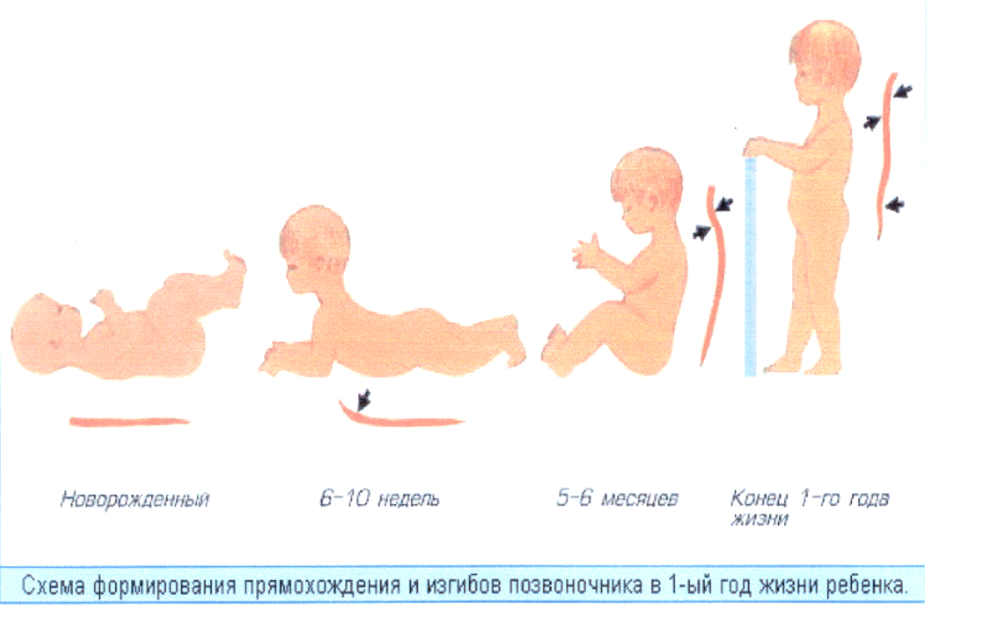 Новорожденный
6-10 недель
5-6 месяцев
Конец 1-го года
жизни
Схема формирования прямохождения и изгибов позвоночника в 1-ый год жизни ребенка.